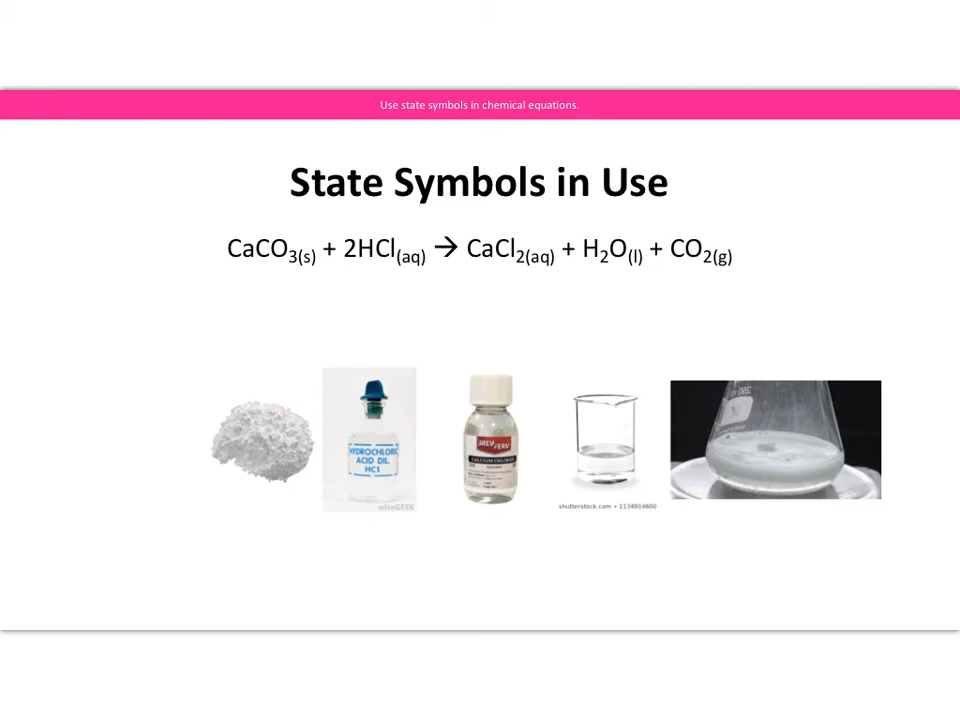 Use state symbols in chemical equations.
State Symbols in Use
CaCO3(s) + 2HCl(aq) → CaCl2(aq) + H2O(l) + CO2(g)
HYDROCHLORIC
ACID DIL.
HCl
wiseGEEK
BREWFERM
CALCIUM CHLORIDE
shutterstock.com • 1134914600